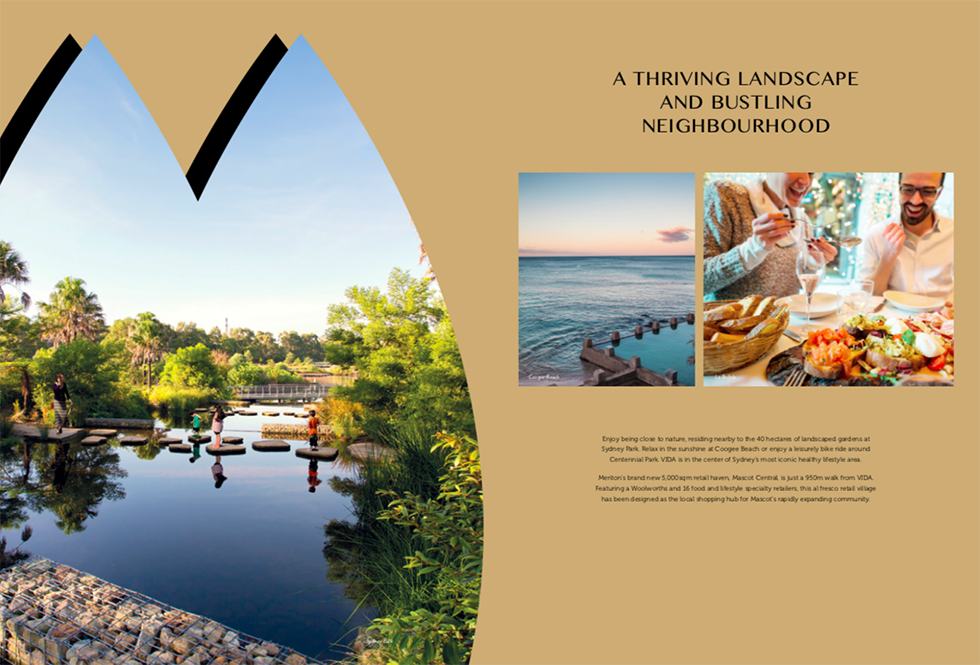 A THRIVING LANDSCAPE
AND BUSTLING
NEIGHBOURHOOD
Coogee Beach
Enjoy being close to nature, residing nearby to the 40 hectares of landscaped gardens at
Sydney Park. Relax in the sunshine at Coogee Beach or enjoy a leisurely bike ride around
Centennial Park. VIDA is in the center of Sydney's most iconic healthy lifestyle area.
Meriton's brand new 5,000sqm retail haven, Mascot Central, is just a 950m walk from VIDA.
Featuring a Woolworths and 16 food and lifestyle specialty retailers, this al fresco retail village
has been designed as the local shopping hub for Mascot's rapidly expanding community.
Sydney Park